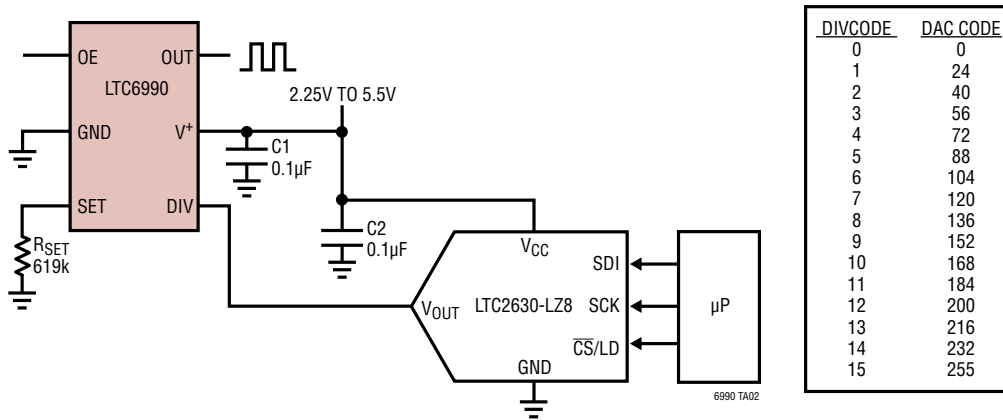 OE
OUT
LTC6990
GND
V+
SET
DIV
RSET
619k
2.25V TO 5.5V
C1
0.1µF
C2
0.1µF
VCC
SDI
VOUT
LTC2630-LZ8
SCK
CS/LD
GND
µP
6990 TA02
DIVCODE DAC CODE
0 0
1 24
2 40
3 56
4 72
5 88
6 104
7 120
8 136
9 152
10 168
11 184
12 200
13 216
14 232
15 255